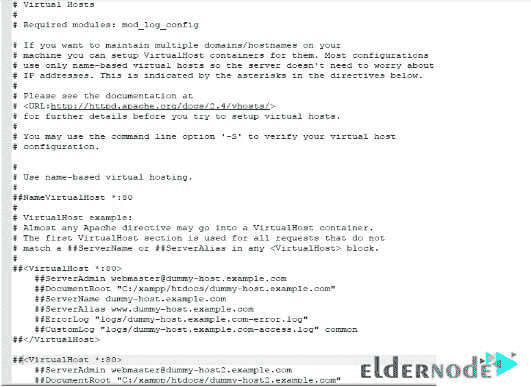 # Virtual Hosts
#
# Required modules: mod_log_config

# If you want to maintain multiple domains/hostnames on your
# machine you can setup VirtualHost containers for them. Most configurations
# use only name-based virtual hosts so the server doesn't need to worry about
# IP addresses. This is indicated by the asterisks in the directives below.
#
# Please see the documentation at
# <URL:http://httpd.apache.org/docs/2.4/vhosts/>
# for further details before you try to setup virtual hosts.
#
# You may use the command line option '-S' to verify your virtual host
# configuration.

#
# Use name-based virtual hosting.
#
##NameVirtualHost *:80
#
# VirtualHost example:
# Almost any Apache directive may go into a VirtualHost container.
# The first VirtualHost section is used for all requests that do not
# match a ##ServerName or ##ServerAlias in any <VirtualHost> block.
#
##<VirtualHost *:80>
##ServerAdmin webmaster@dummy-host.example.com
##DocumentRoot "C:/xampp/htdocs/dummy-host.example.com"
##ServerName dummy-host.example.com
##ServerAlias www.dummy-host.example.com
##ErrorLog "logs/dummy-host.example.com-error.log"
##CustomLog "logs/dummy-host.example.com-access.log" common
##</VirtualHost>

##<VirtualHost *:80>
##ServerAdmin webmaster@dummy-host2.example.com
##DocumentRoot "C:/xampp/htdocs/dummy-host2.example.com"
ELDERNODE